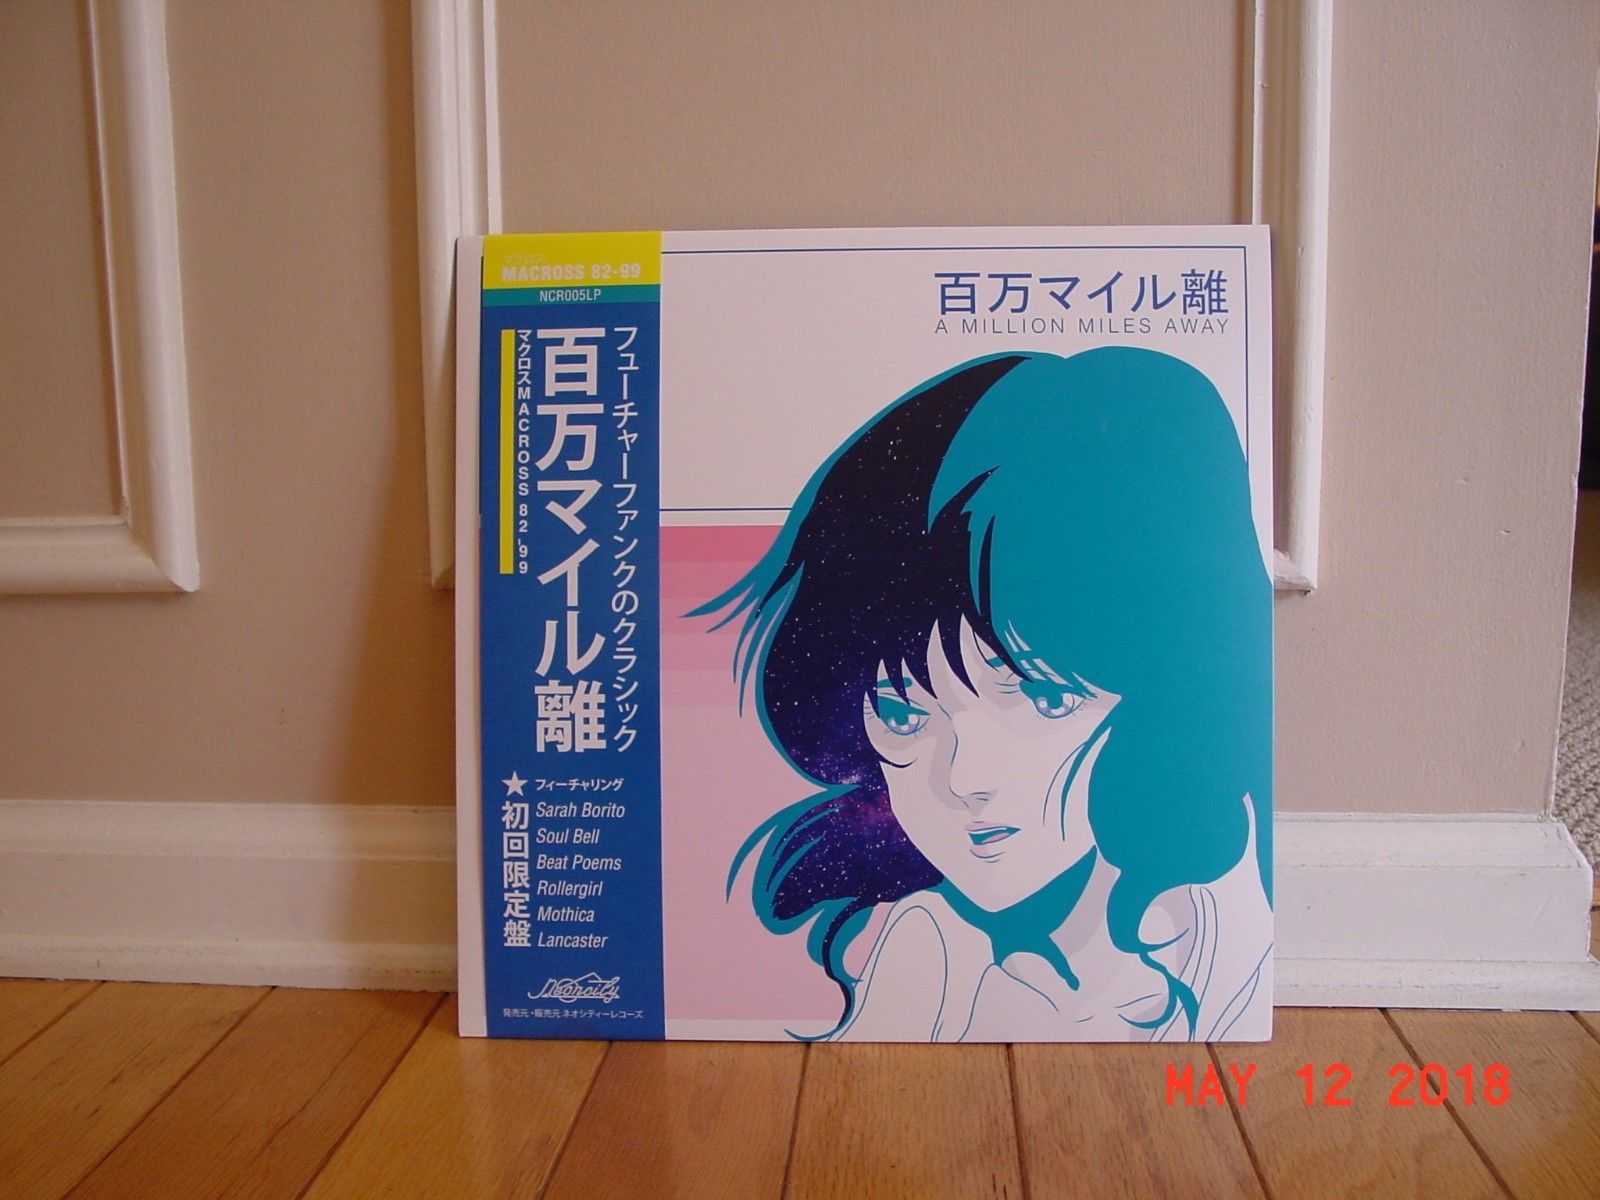 マクロス
MACROSS 82-99
NCR005LP
フューチャーファンクのクラシック
百万マイル離
マクロスMACROSS 82-99
★
フィーチャリング
初回限定盤
Sarah Borito
Soul Bell
Beat Poems
Rollergirl
Mothica
Lancaster
Neoncity
発売元・販売元 ネオシティーレコーズ
百万マイル離
A MILLION MILES AWAY
MAY 12 2018